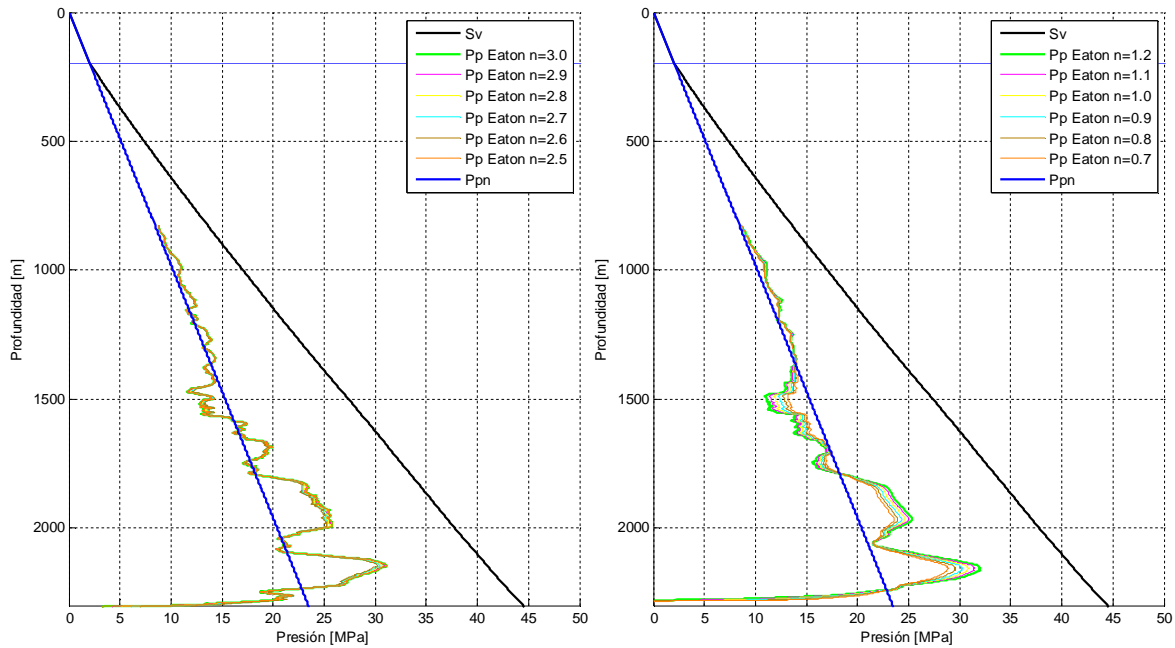 Sv
Pp Eaton n=3.0
Pp Eaton n=2.9
Pp Eaton n=2.8
Pp Eaton n=2.7
Pp Eaton n=2.6
Pp Eaton n=2.5
Ppn
0
500
1000
1500
2000
Profundidad [m]
0 5 10 15 20 25 30 35 40 45 50
Presión [MPa]
Sv
Pp Eaton n=1.2
Pp Eaton n=1.1
Pp Eaton n=1.0
Pp Eaton n=0.9
Pp Eaton n=0.8
Pp Eaton n=0.7
Ppn
0
500
1000
1500
2000
Profundidad [m]
0 5 10 15 20 25 30 35 40 45 50
Presión [MPa]